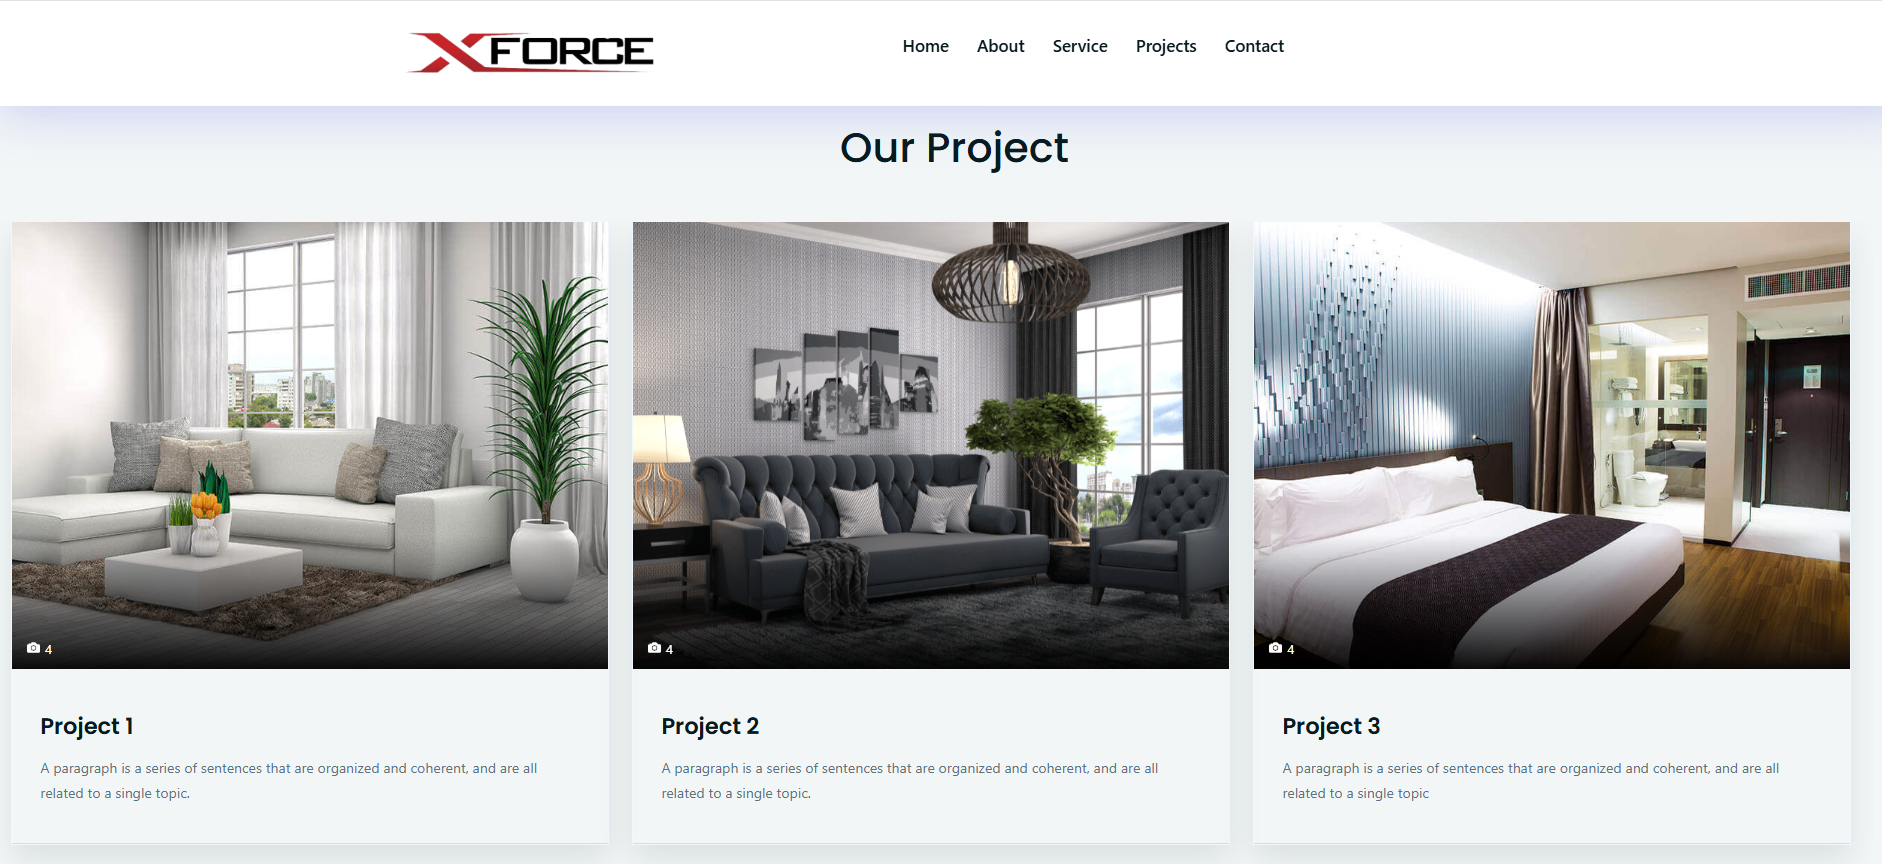 XFORCE
Home About Service Projects Contact
Our Project
4
4
4
Project 1
A paragraph is a series of sentences that are organized and coherent, and are all
related to a single topic.
Project 2
A paragraph is a series of sentences that are organized and coherent, and are all
related to a single topic.
Project 3
A paragraph is a series of sentences that are organized and coherent, and are all
related to a single topic